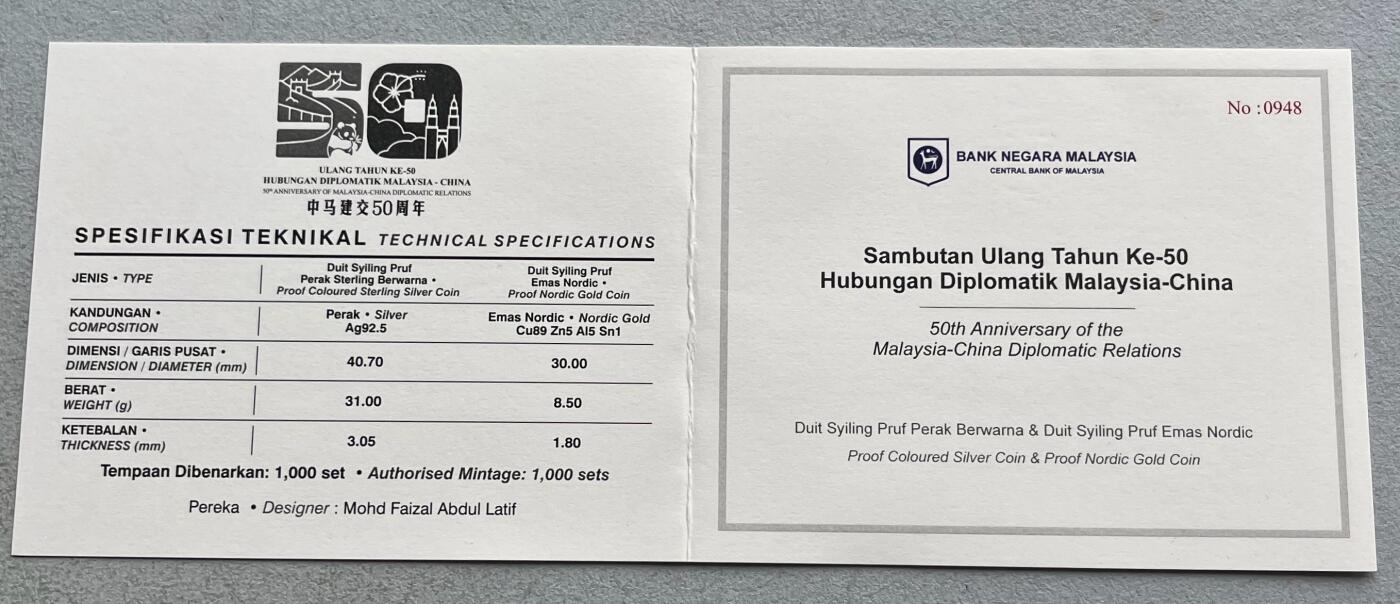 ULANG TAHUN KE-50
HUBUNGAN DIPLOMATIK MALAYSIA - CHINA
50th ANNIVERSARY OF MALAYSIA-CHINA DIPLOMATIC RELATIONS
中马建交50周年
SPESIFIKASI TEKNIKAL TECHNICAL SPECIFICATIONS
JENIS • TYPE
Duit Syiling Pruf
Perak Sterling Berwarna •
Proof Coloured Sterling Silver Coin
Duit Syiling Pruf
Emas Nordic •
Proof Nordic Gold Coin
KANDUNGAN •
COMPOSITION
Perak • Silver
Ag92.5
Emas Nordic • Nordic Gold
Cu89 Zn5 Al5 Sn1
DIMENSI / GARIS PUSAT •
DIMENSION / DIAMETER (mm)
40.70
30.00
BERAT •
WEIGHT (g)
31.00
8.50
KETEBALAN •
THICKNESS (mm)
3.05
1.80
Tempaan Dibenarkan: 1,000 set • Authorised Mintage: 1,000 sets
Pereka • Designer : Mohd Faizal Abdul Latif
No :0948
BANK NEGARA MALAYSIA
CENTRAL BANK OF MALAYSIA
Sambutan Ulang Tahun Ke-50
Hubungan Diplomatik Malaysia-China
50th Anniversary of the
Malaysia-China Diplomatic Relations
Duit Syiling Pruf Perak Berwarna & Duit Syiling Pruf Emas Nordic
Proof Coloured Silver Coin & Proof Nordic Gold Coin